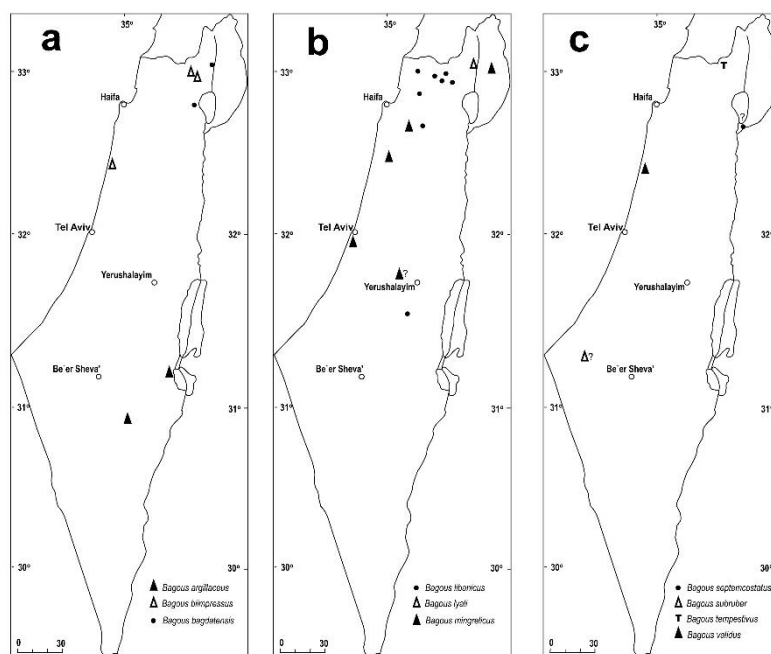 a
35°
33°
Haifa
Tel Aviv
32°
Yerushalayim
Be'er Sheva'
31°
30°
Bagous argillaceus
Bagous biimpressus
Bagous bagdatensis
0 30
b
35°
33°
Haifa
Tel Aviv
32°
?
Yerushalayim
Be'er Sheva'
31°
30°
Bagous libanicus
Bagous lyali
Bagous mingrelicus
0 30
c
35°
33°
T
Haifa
?
Tel Aviv
32°
Yerushalayim
?
Be'er Sheva'
31°
30°
Bagous septemcostatus
Bagous subruber
T Bagous tempestivus
Bagous validus
0 30